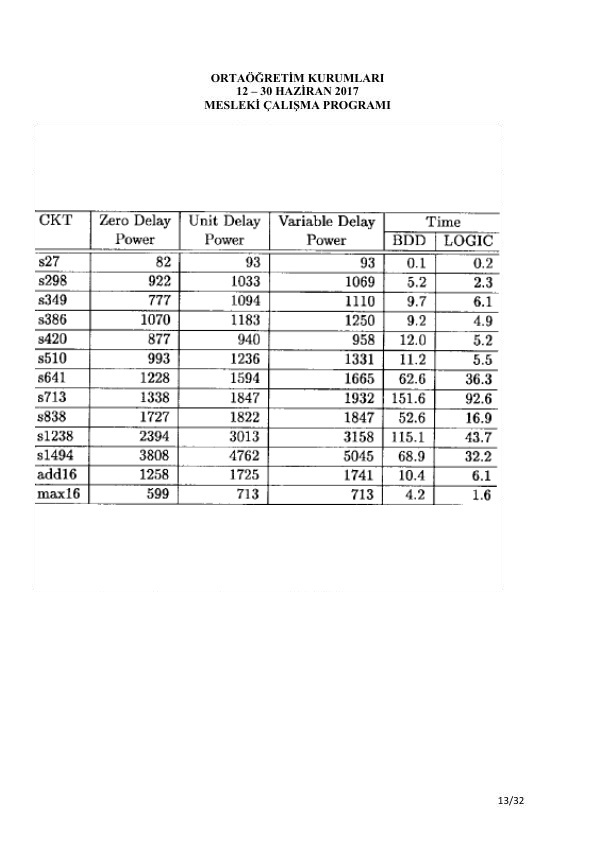 ORTAÖĞRETİM KURUMLARI
12 – 30 HAZİRAN 2017
MESLEKİ ÇALIŞMA PROGRAMI
CKT Zero Delay Unit Delay Variable Delay Time
Power Power Power BDD LOGIC
s27 82 93 93 0.1 0.2
s298 922 1033 1069 5.2 2.3
s349 777 1094 1110 9.7 6.1
s386 1070 1183 1250 9.2 4.9
s420 877 940 958 12.0 5.2
s510 993 1236 1331 11.2 5.5
s641 1228 1594 1665 62.6 36.3
s713 1338 1847 1932 151.6 92.6
s838 1727 1822 1847 52.6 16.9
s1238 2394 3013 3158 115.1 43.7
s1494 3808 4762 5045 68.9 32.2
add16 1258 1725 1741 10.4 6.1
max16 599 713 713 4.2 1.6
13/32